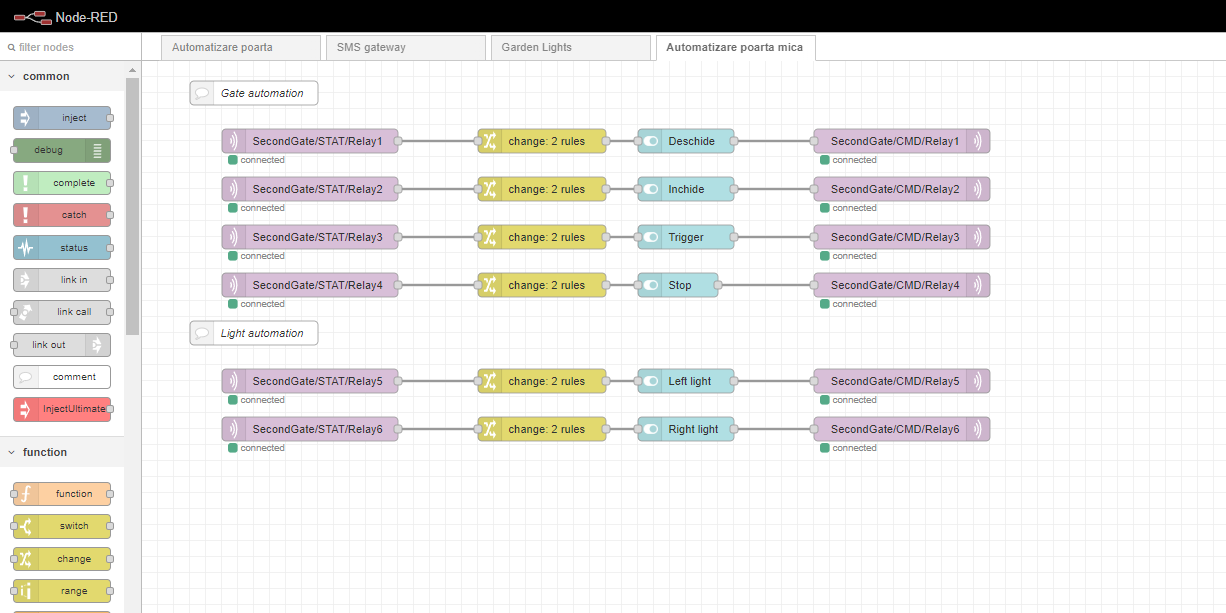 Node-RED
filter nodes
Automatizare poarta
SMS gateway
Garden Lights
Automatizare poarta mica
common
inject
debug
complete
catch
status
link in
link call
link out
comment
InjectUltimate
function
function
switch
change
range
Gate automation
SecondGate/STAT/Relay1
change: 2 rules
Deschide
SecondGate/CMD/Relay1
connected
connected
SecondGate/STAT/Relay2
change: 2 rules
Inchide
SecondGate/CMD/Relay2
connected
connected
SecondGate/STAT/Relay3
change: 2 rules
Trigger
SecondGate/CMD/Relay3
connected
connected
SecondGate/STAT/Relay4
change: 2 rules
Stop
SecondGate/CMD/Relay4
connected
connected
Light automation
SecondGate/STAT/Relay5
change: 2 rules
Left light
SecondGate/CMD/Relay5
connected
connected
SecondGate/STAT/Relay6
change: 2 rules
Right light
SecondGate/CMD/Relay6
connected
connected